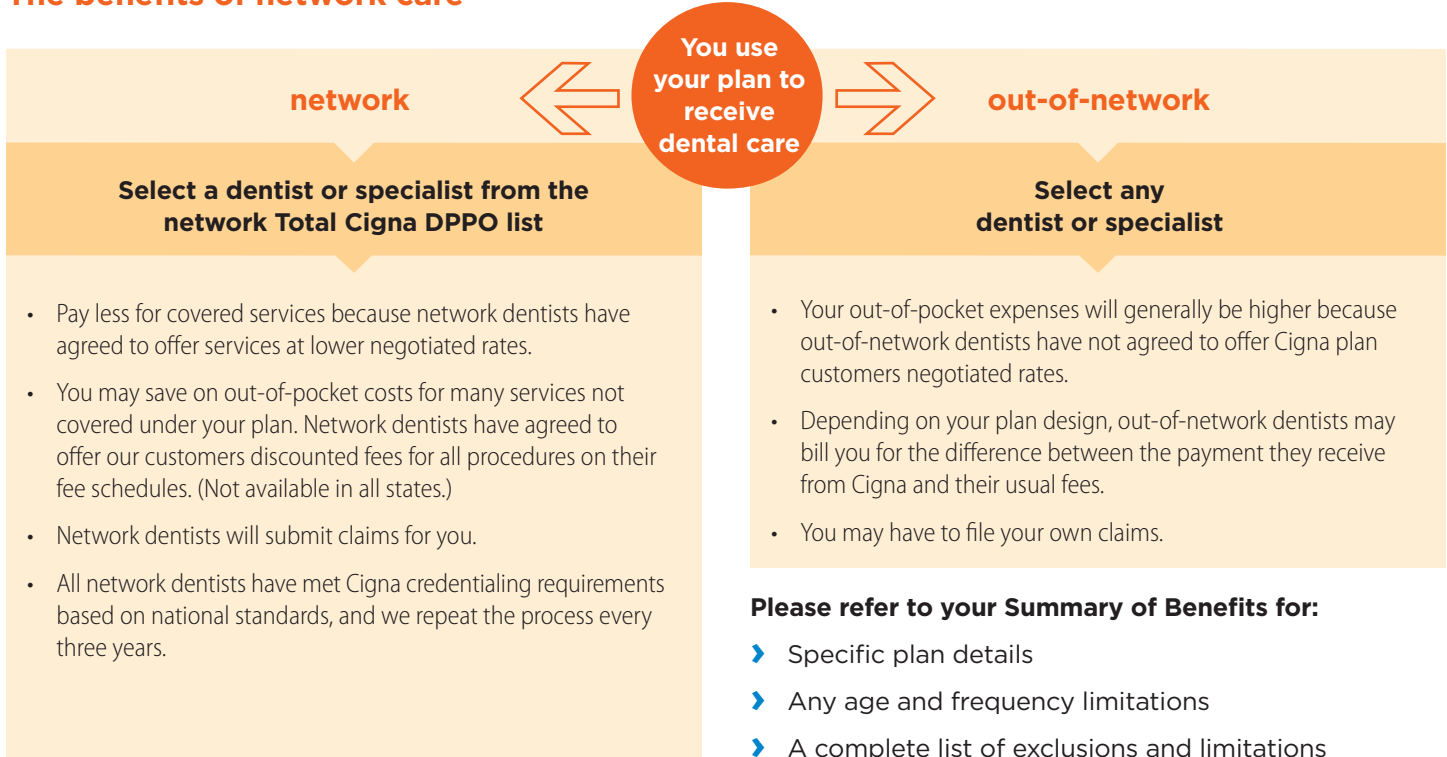 The benefits of network care
You use
your plan to
receive
dental care
network
Select a dentist or specialist from the
network Total Cigna DPPO list
• Pay less for covered services because network dentists have
agreed to offer services at lower negotiated rates.
• You may save on out-of-pocket costs for many services not
covered under your plan. Network dentists have agreed to
offer our customers discounted fees for all procedures on their
fee schedules. (Not available in all states.)
• Network dentists will submit claims for you.
• All network dentists have met Cigna credentialing requirements
based on national standards, and we repeat the process every
three years.
out-of-network
Select any
dentist or specialist
• Your out-of-pocket expenses will generally be higher because
out-of-network dentists have not agreed to offer Cigna plan
customers negotiated rates.
• Depending on your plan design, out-of-network dentists may
bill you for the difference between the payment they receive
from Cigna and their usual fees.
• You may have to file your own claims.
Please refer to your Summary of Benefits for:
› Specific plan details
› Any age and frequency limitations
› A complete list of exclusions and limitations